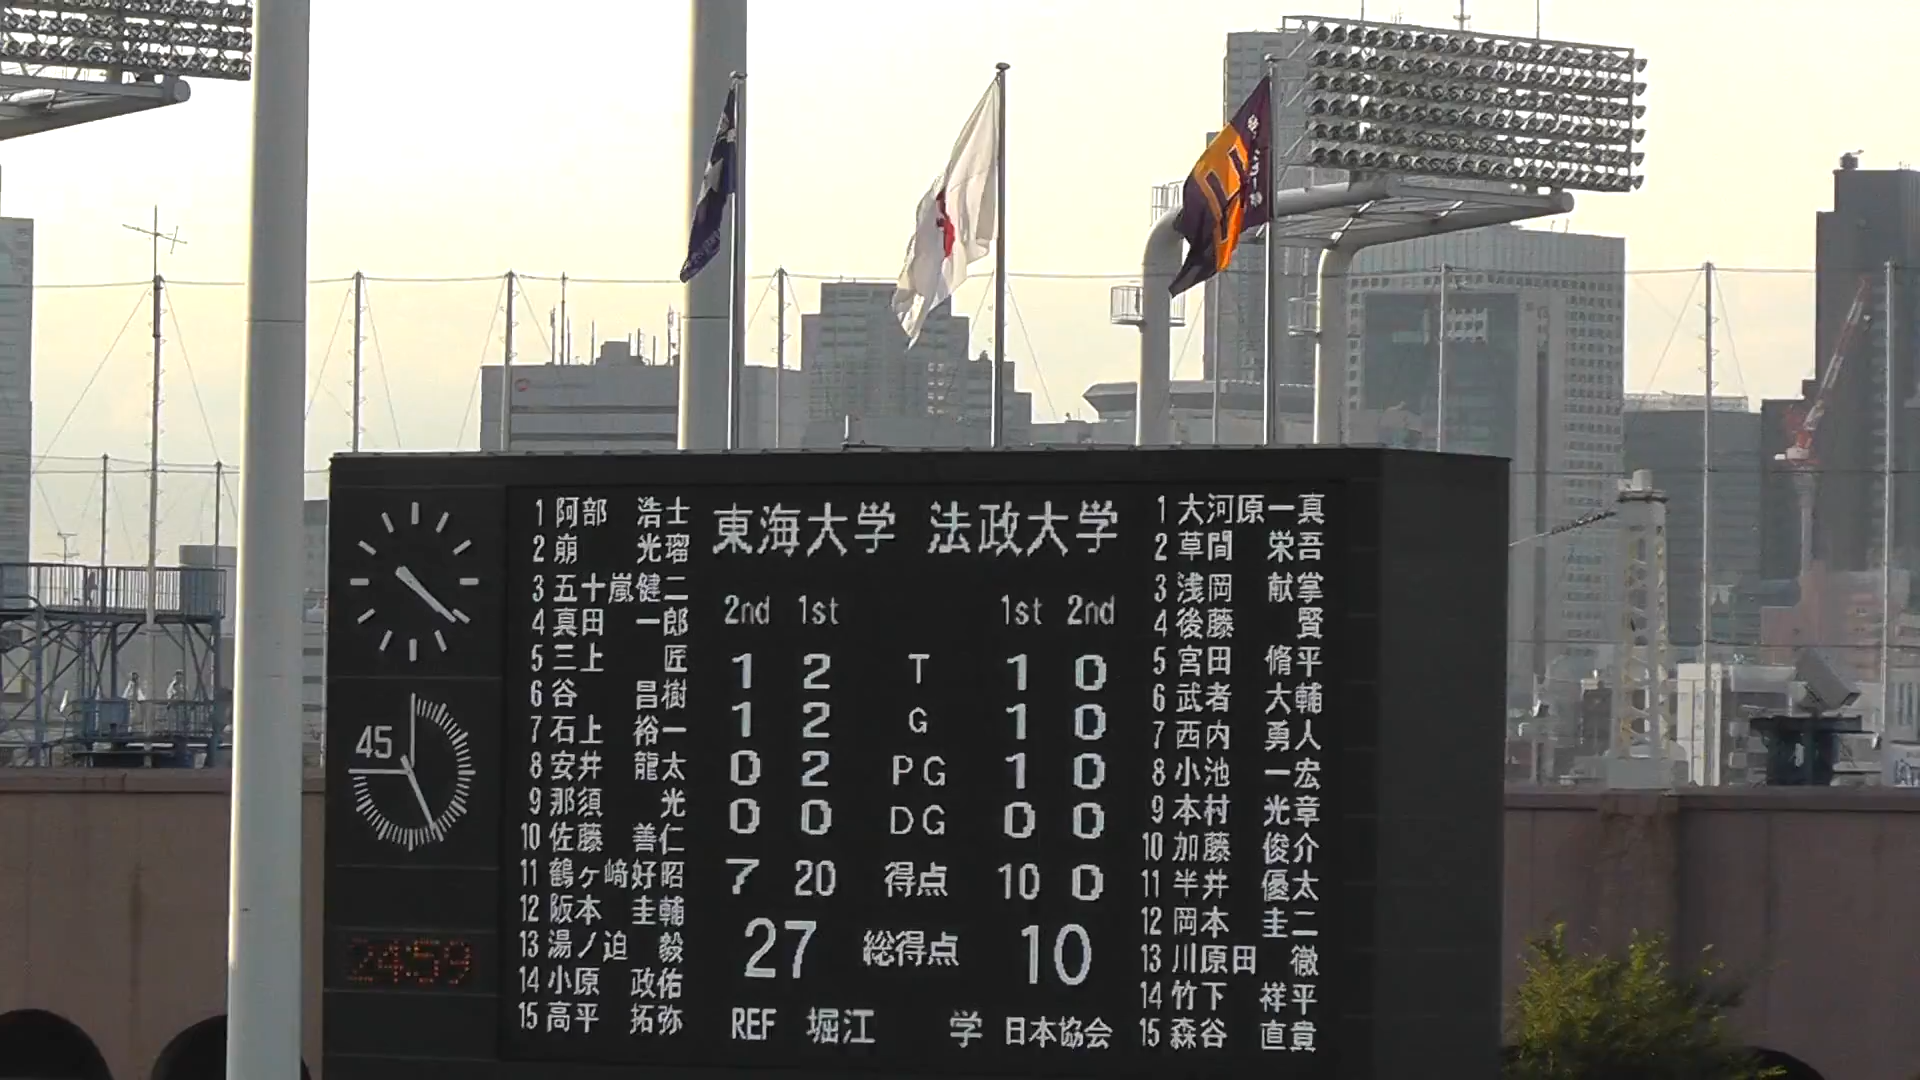 1 阿部 浩士
2 崩 光瑠
3 五十嵐健二
4 真田 一郎
5 三上 匠
6 谷 昌樹
7 石上 裕一
8 安井 龍太
9 那須 光
10 佐藤 善仁
11 鶴ヶ﨑好昭
12 阪本 圭輔
13 湯ノ迫 毅
14 小原 政佑
15 高平 拓弥
東海大学 法政大学
2nd 1st 1st 2nd
1 2 T 1 0
1 2 G 1 0
0 2 PG 1 0
0 0 DG 0 0
7 20 得点 10 0
27 総得点 10
REF 堀江 学 日本協会
1 大河原一真
2 草間 栄吾
3 浅岡 献掌
4 後藤 賢
5 宮田 脩平
6 武者 大輔
7 西内 勇人
8 小池 一宏
9 本村 光章
10 加藤 俊介
11 半井 優太
12 岡本 圭二
13 川原田 徹
14 竹下 祥平
15 森谷 直貴
45
24:59